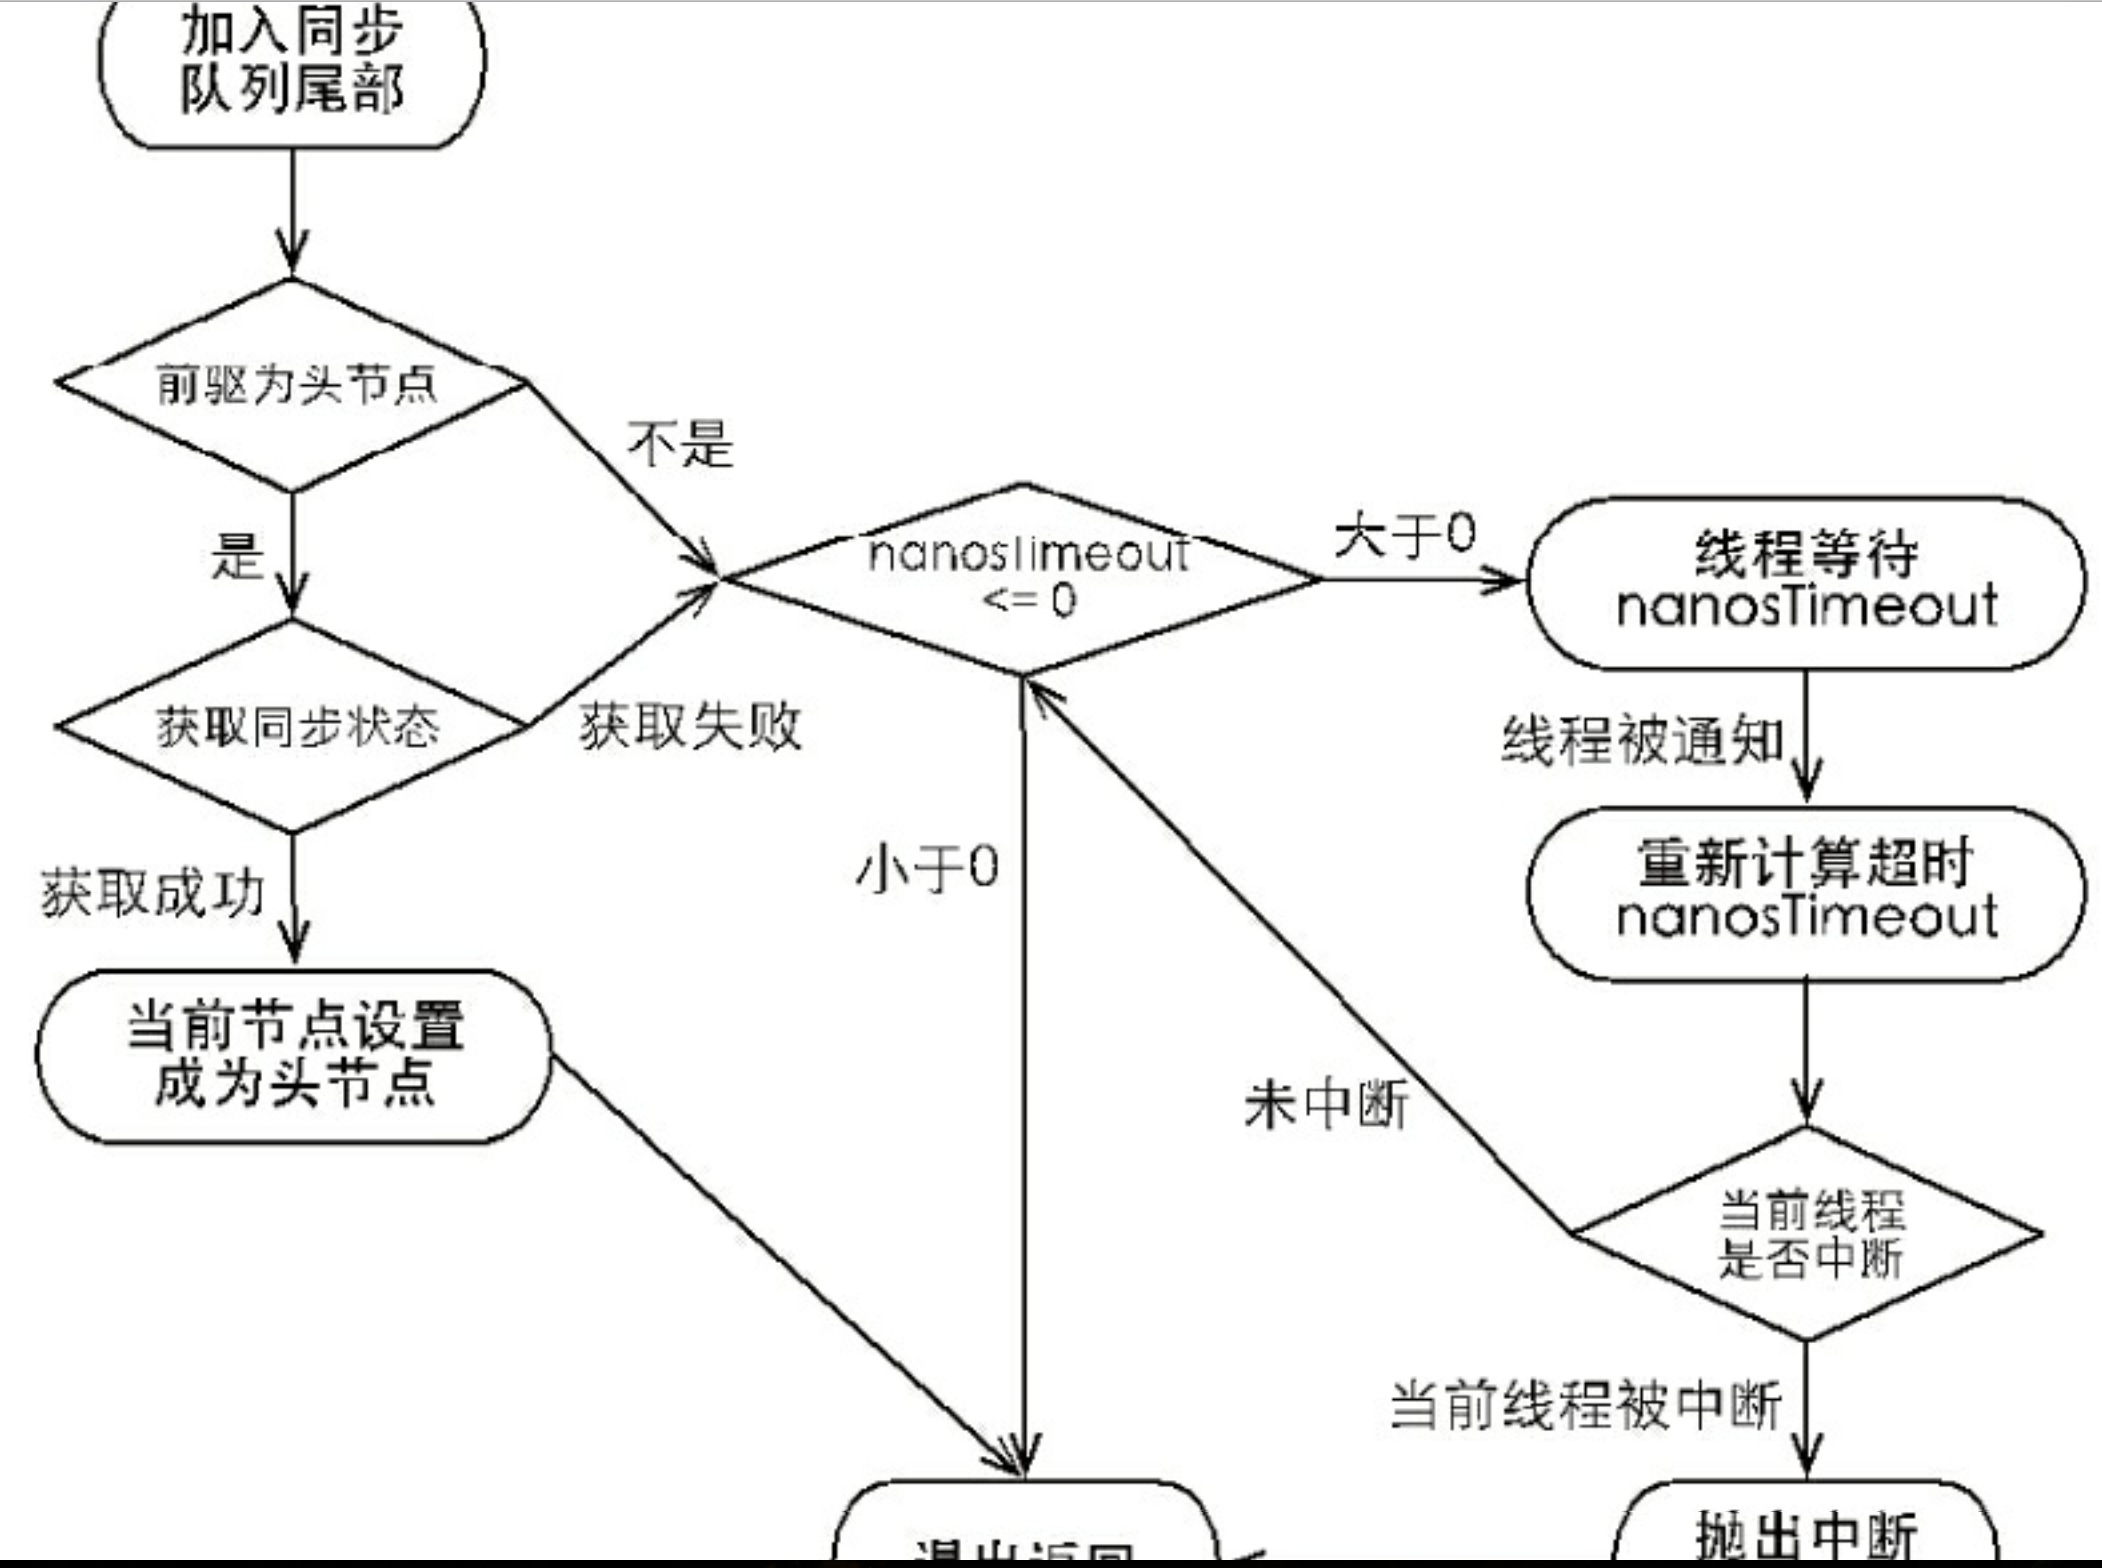 加入同步
队列尾部
前驱为头节点
不是
是
nanosTimeout
<= 0
大于0
线程等待
nanosTimeout
获取同步状态
获取失败
线程被通知
小于0
重新计算超时
nanosTimeout
获取成功
当前节点设置
成为头节点
未中断
当前线程
是否中断
当前线程被中断
抛出中断
退出返回